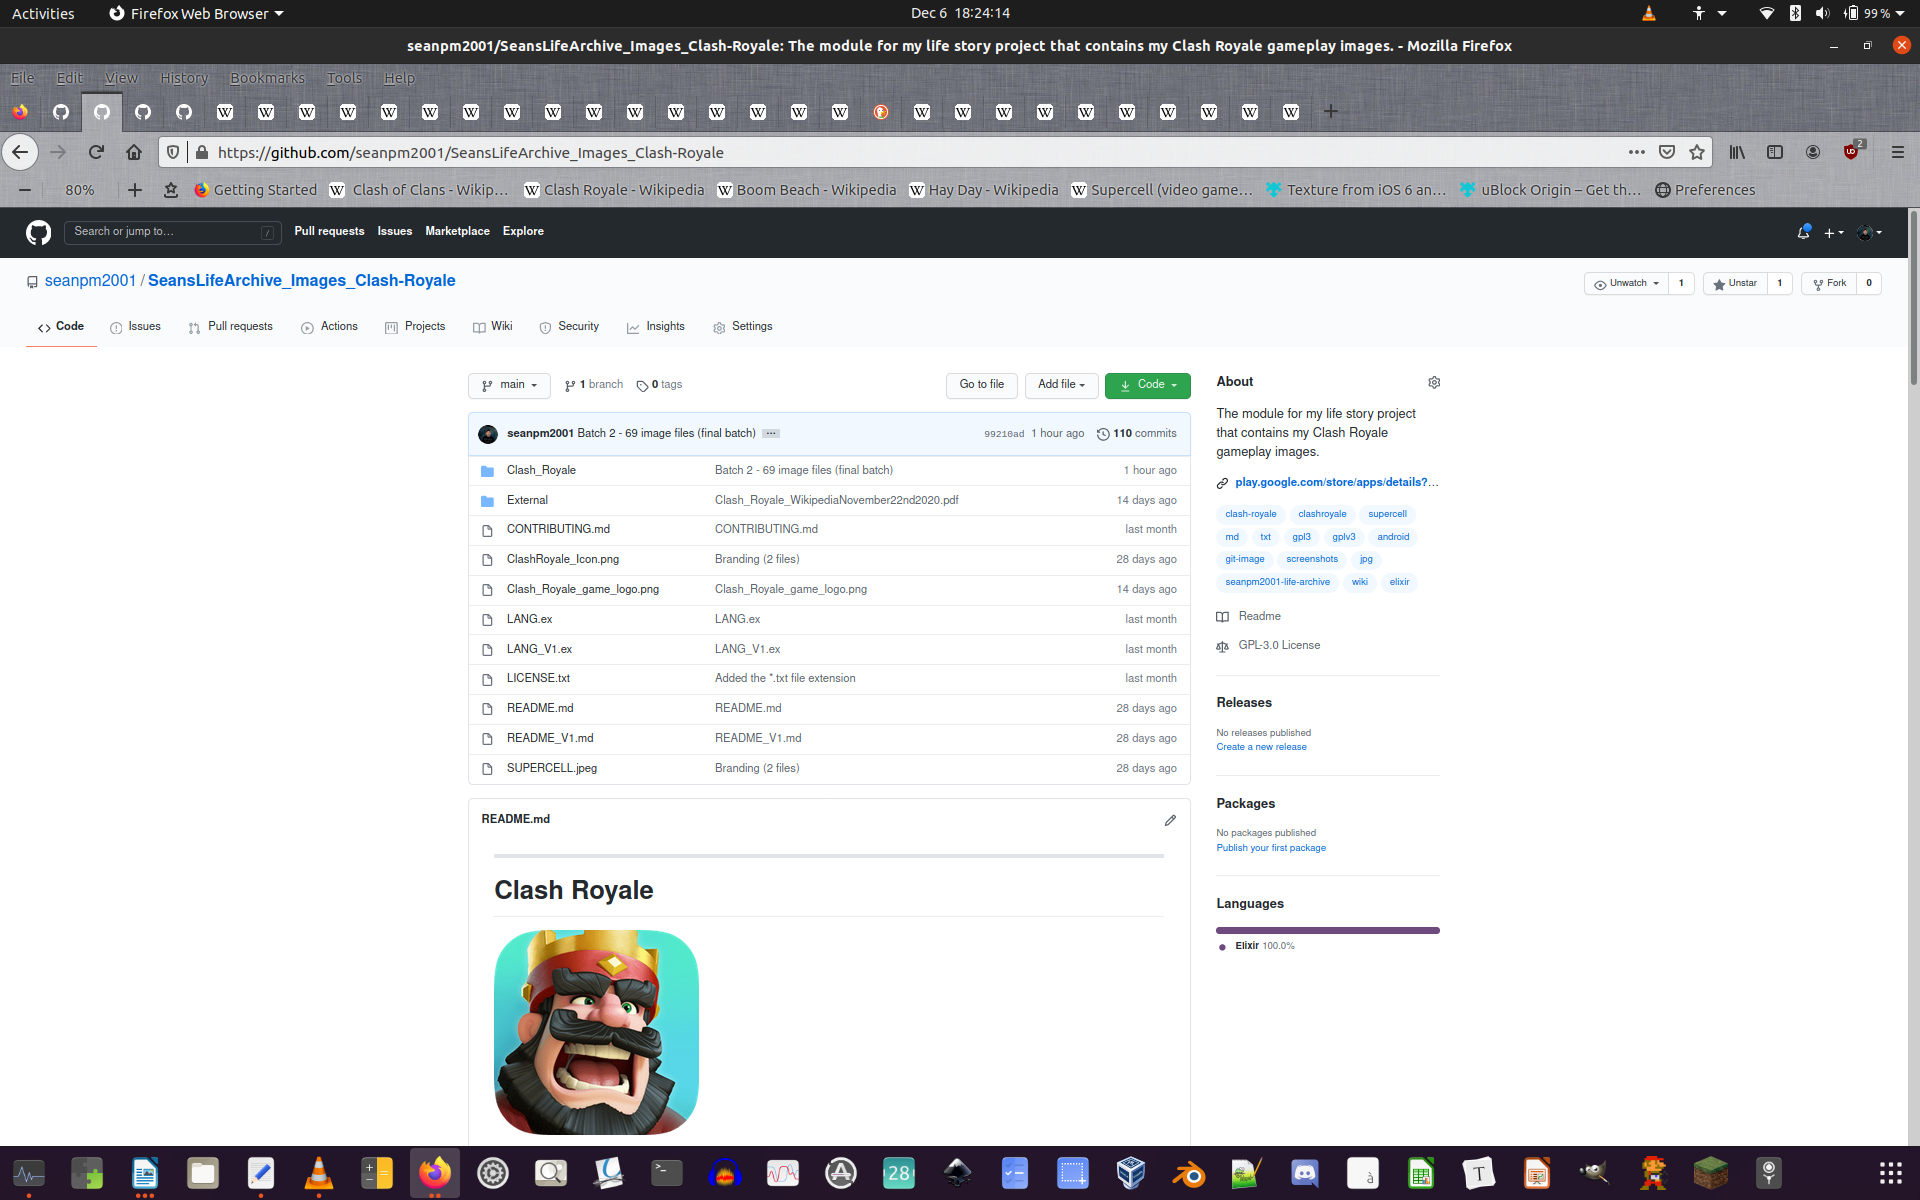 Activities Firefox Web Browser Dec 6 18:24:14 99 %
seanpm2001/SeansLifeArchive_Images_Clash-Royale: The module for my life story project that contains my Clash Royale gameplay images. - Mozilla Firefox
File Edit View History Bookmarks Tools Help
https://github.com/seanpm2001/SeansLifeArchive_Images_Clash-Royale 2
80% Getting Started Clash of Clans - Wikip… Clash Royale - Wikipedia Boom Beach - Wikipedia Hay Day - Wikipedia Supercell (video game… Texture from iOS 6 an… uBlock Origin – Get th… Preferences
Search or jump to… / Pull requests Issues Marketplace Explore
seanpm2001 / SeansLifeArchive_Images_Clash-Royale Unwatch 1 Unstar 1 Fork 0
Code Issues Pull requests Actions Projects Wiki Security Insights Settings
main 1 branch 0 tags Go to file Add file Code
seanpm2001 Batch 2 - 69 image files (final batch) … 99210ad 1 hour ago 110 commits
Clash_Royale Batch 2 - 69 image files (final batch) 1 hour ago
External Clash_Royale_WikipediaNovember22nd2020.pdf 14 days ago
CONTRIBUTING.md CONTRIBUTING.md last month
ClashRoyale_Icon.png Branding (2 files) 28 days ago
Clash_Royale_game_logo.png Clash_Royale_game_logo.png 14 days ago
LANG.ex LANG.ex last month
LANG_V1.ex LANG_V1.ex last month
LICENSE.txt Added the *.txt file extension last month
README.md README.md 28 days ago
README_V1.md README_V1.md 28 days ago
SUPERCELL.jpeg Branding (2 files) 28 days ago
README.md
Clash Royale
About
The module for my life story project
that contains my Clash Royale
gameplay images.
play.google.com/store/apps/details?…
clash-royale clashroyale supercell
md txt gpl3 gplv3 android
git-image screenshots jpg
seanpm2001-life-archive wiki elixir
Readme
GPL-3.0 License
Releases
No releases published
Create a new release
Packages
No packages published
Publish your first package
Languages
Elixir 100.0%
28